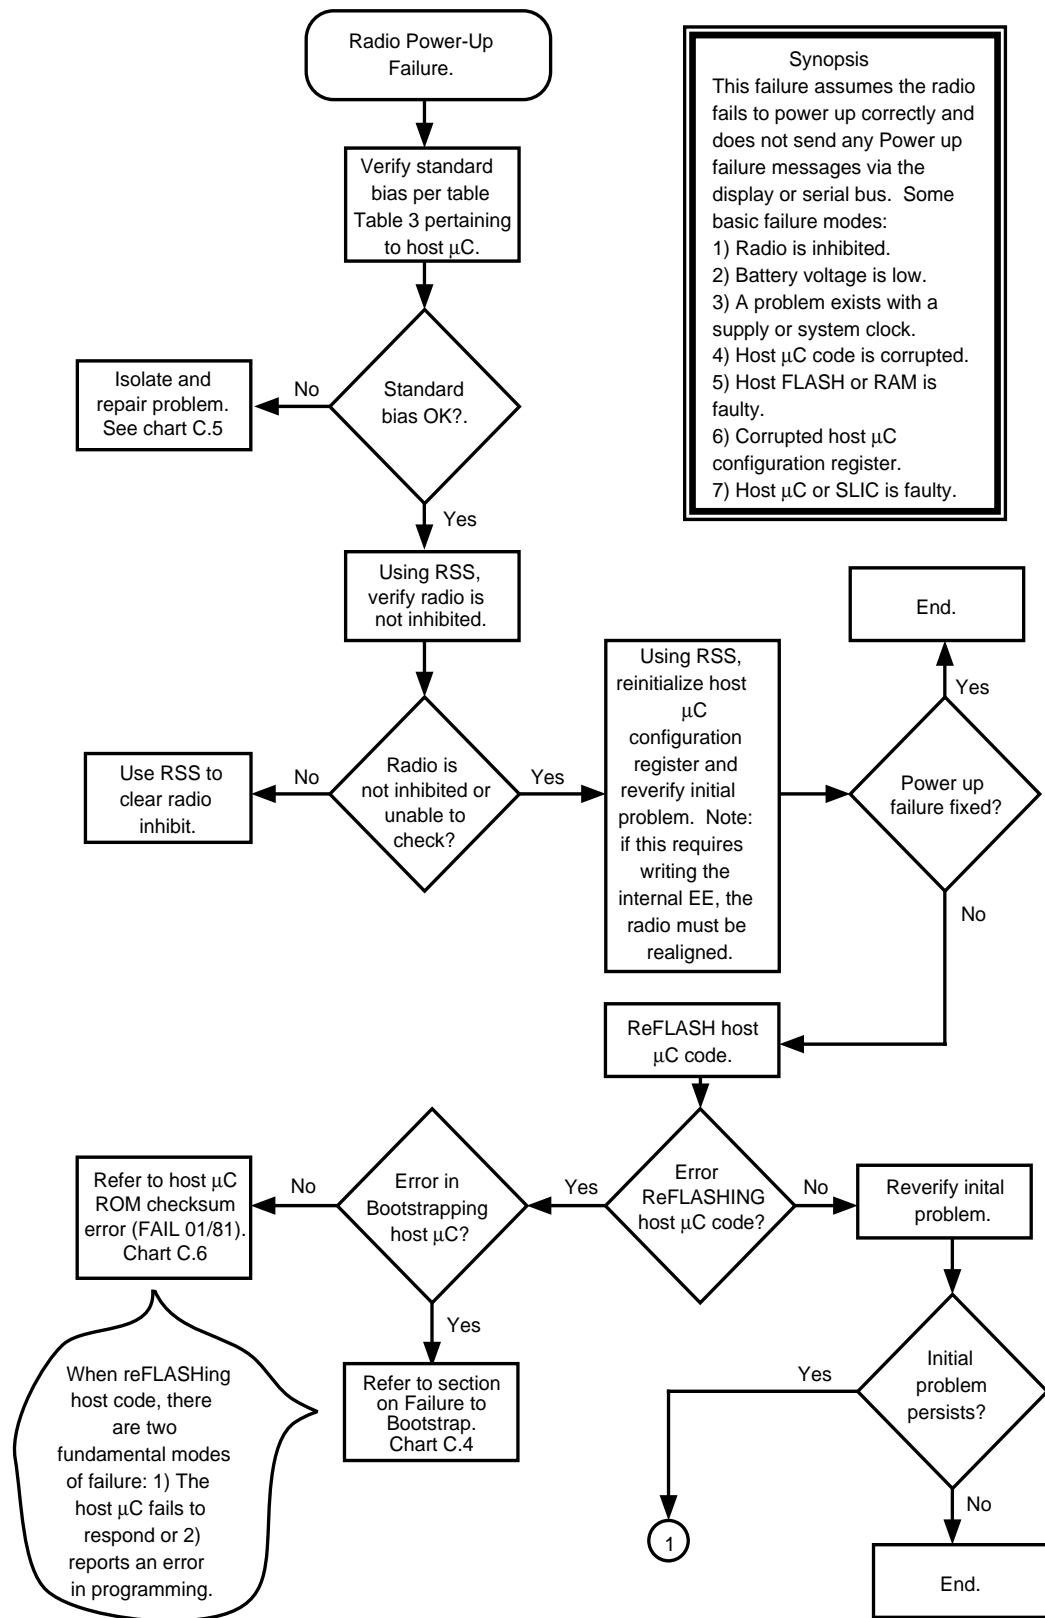 Radio Power-Up
Failure.
Synopsis
This failure assumes the radio
fails to power up correctly and
does not send any Power up
failure messages via the
display or serial bus.  Some
basic failure modes:
1) Radio is inhibited.
2) Battery voltage is low.
3) A problem exists with a
supply or system clock.
4) Host μC code is corrupted.
5) Host FLASH or RAM is
faulty.
6) Corrupted host μC
configuration register.
7) Host μC or SLIC is faulty.
Verify standard
bias per table
Table 3 pertaining
to host μC.
Standard
bias OK?.
No
Isolate and
repair problem.
See chart C.5
Yes
Using RSS,
verify radio is
not inhibited.
Radio is
not inhibited or
unable to
check?
No
Use RSS to
clear radio
inhibit.
Yes
Using RSS,
reinitialize host
μC
configuration
register and
reverify initial
problem.  Note:
if this requires
writing the
internal EE, the
radio must be
realigned.
Power up
failure fixed?
Yes
End.
No
ReFLASH host
μC code.
Error
ReFLASHING
host μC code?
Yes
Error in
Bootstrapping
host μC?
No
Refer to host μC
ROM checksum
error (FAIL 01/81).
Chart C.6
When reFLASHing
host code, there
are two
fundamental modes
of failure: 1) The
host μC fails to
respond or 2)
reports an error
in programming.
Yes
Refer to section
on Failure to
Bootstrap.
Chart C.4
No
Reverify inital
problem.
Initial
problem
persists?
Yes
1
No
End.